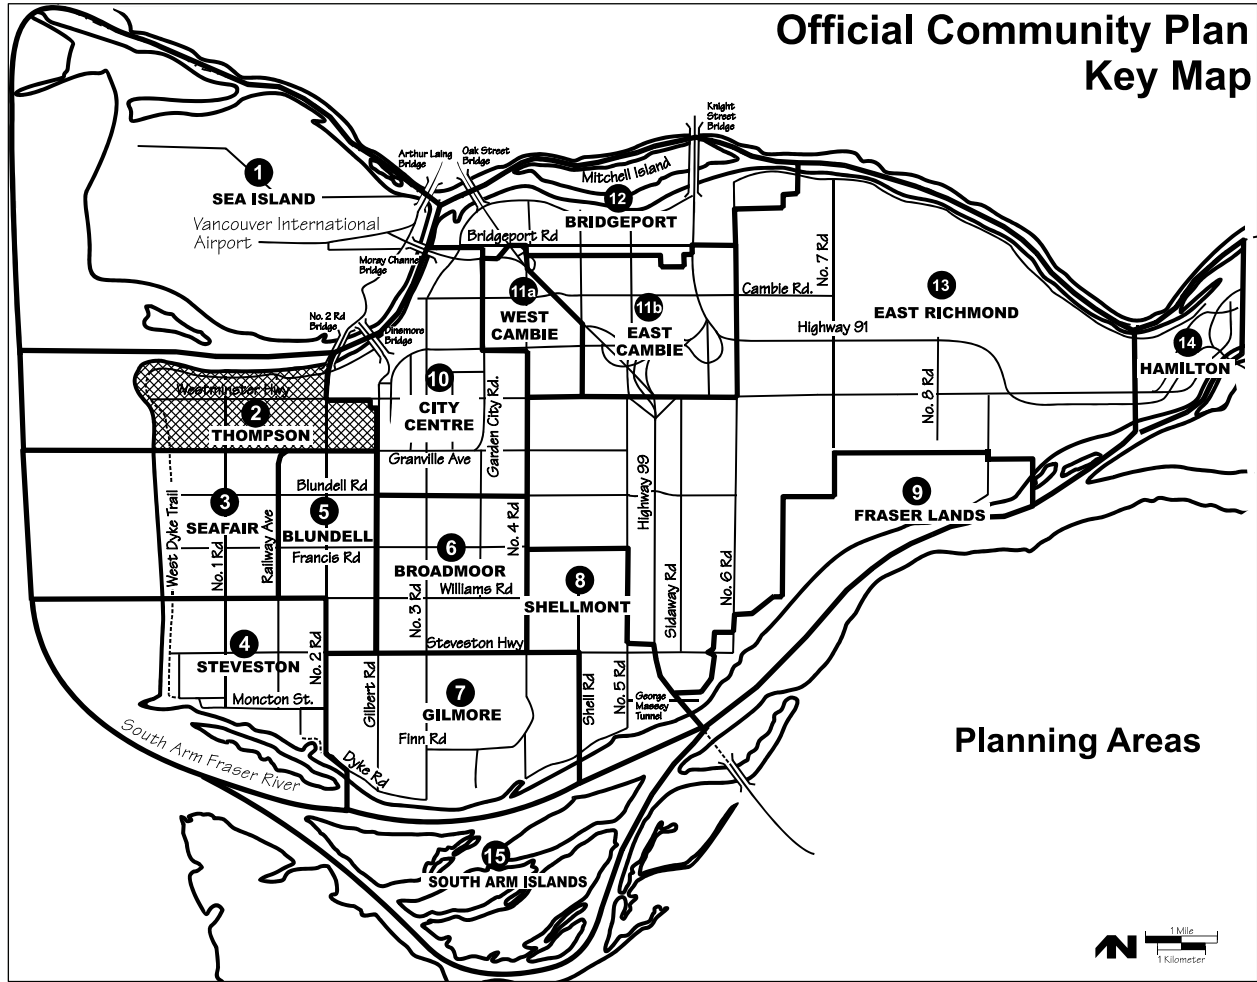 Official Community Plan
Key Map
Knight
Street
Bridge
Arthur Laing
Bridge
Oak Street
Bridge
Mitchell Island
1
SEA ISLAND
12
BRIDGEPORT
Vancouver International
Airport
Bridgeport Rd
Moray Channel
Bridge
No. 7 Rd
11a
WEST
CAMBIE
11b
EAST
CAMBIE
Cambie Rd.
13
EAST RICHMOND
No. 2 Rd
Bridge
Dinsmore
Bridge
Highway 91
14
HAMILTON
Westminster Hwy
2
THOMPSON
10
CITY
CENTRE
Garden City Rd.
No. 8 Rd
Granville Ave
Blundell Rd
3
SEAFAIR
5
BLUNDELL
Francis Rd
West Dyke Trail
No. 1 Rd
Railway Ave
6
BROADMOOR
Williams Rd
No. 3 Rd
No. 4 Rd
8
SHELLMONT
Highway 99
Sidaway Rd
No. 6 Rd
9
FRASER LANDS
4
STEVESTON
No. 2 Rd
Moncton St.
Steveston Hwy
Gilbert Rd
7
GILMORE
Finn Rd
Shell Rd
No. 5 Rd
George
Massey
Tunnel
Dyke Rd
South Arm Fraser River
Planning Areas
15
SOUTH ARM ISLANDS
N
1 Mile
1 Kilometer